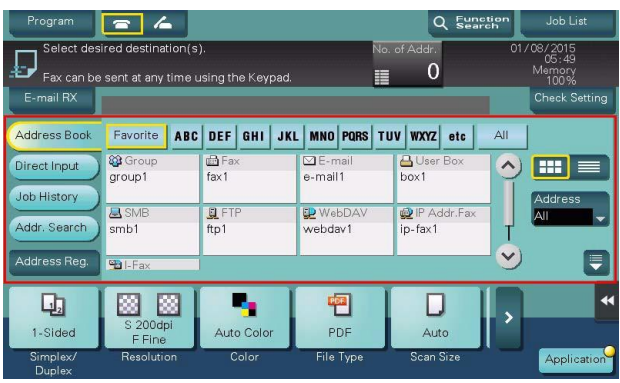 Program
Function
Search
Job List
Select desired destination(s).
Fax can be sent at any time using the Keypad.
No. of Addr.
0
01/08/2015
05:49
Memory
100%
E-mail RX
Check Setting
Address Book
Favorite ABC DEF GHI JKL MNO PQRS TUV WXYZ etc All
Direct Input
Job History
Addr. Search
Address Reg.
Group
group1
Fax
fax1
E-mail
e-mail1
User Box
box1
SMB
smb1
FTP
ftp1
WebDAV
webdav1
IP Addr.Fax
ip-fax1
I-Fax
Address
All
1-Sided
Simplex/
Duplex
S 200dpi
F Fine
Resolution
Auto Color
Color
PDF
PDF
File Type
Auto
Scan Size
Application